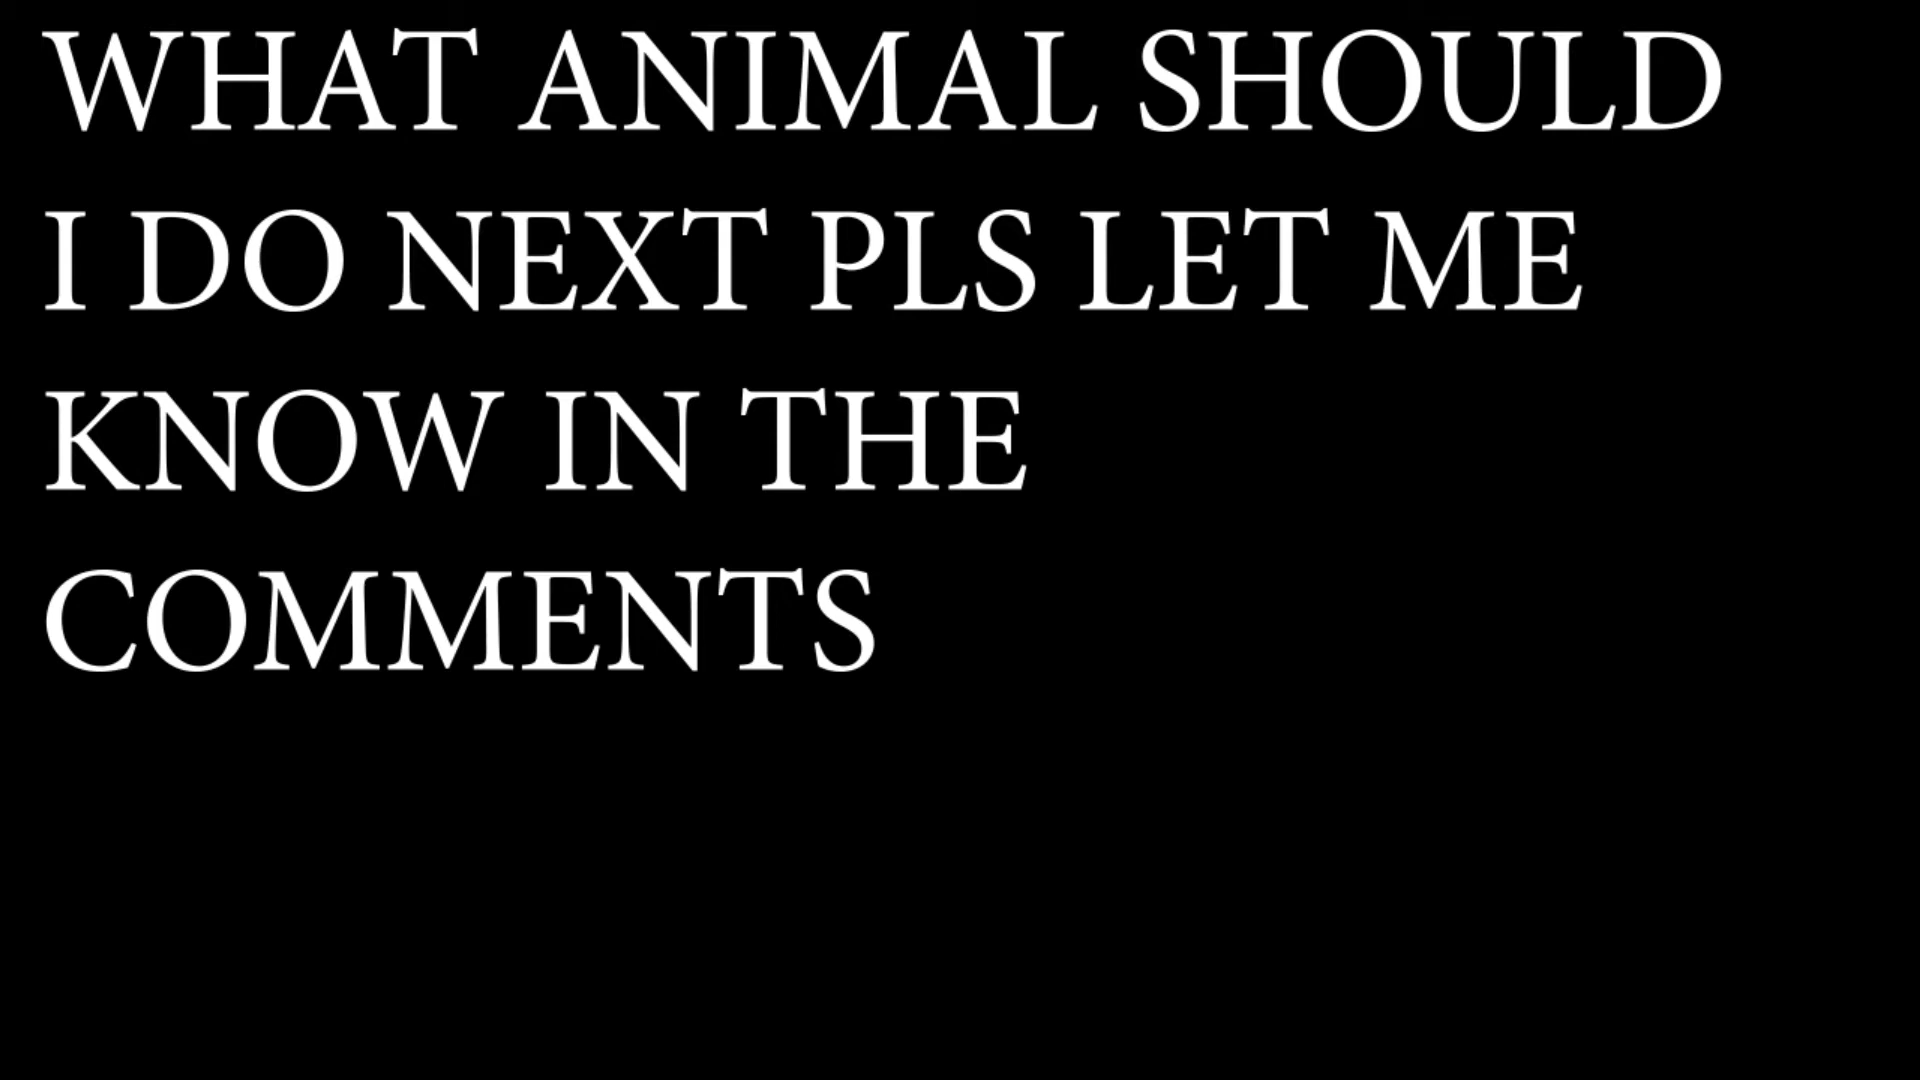 WHAT ANIMAL SHOULD
I DO NEXT PLS LET ME
KNOW IN THE
COMMENTS